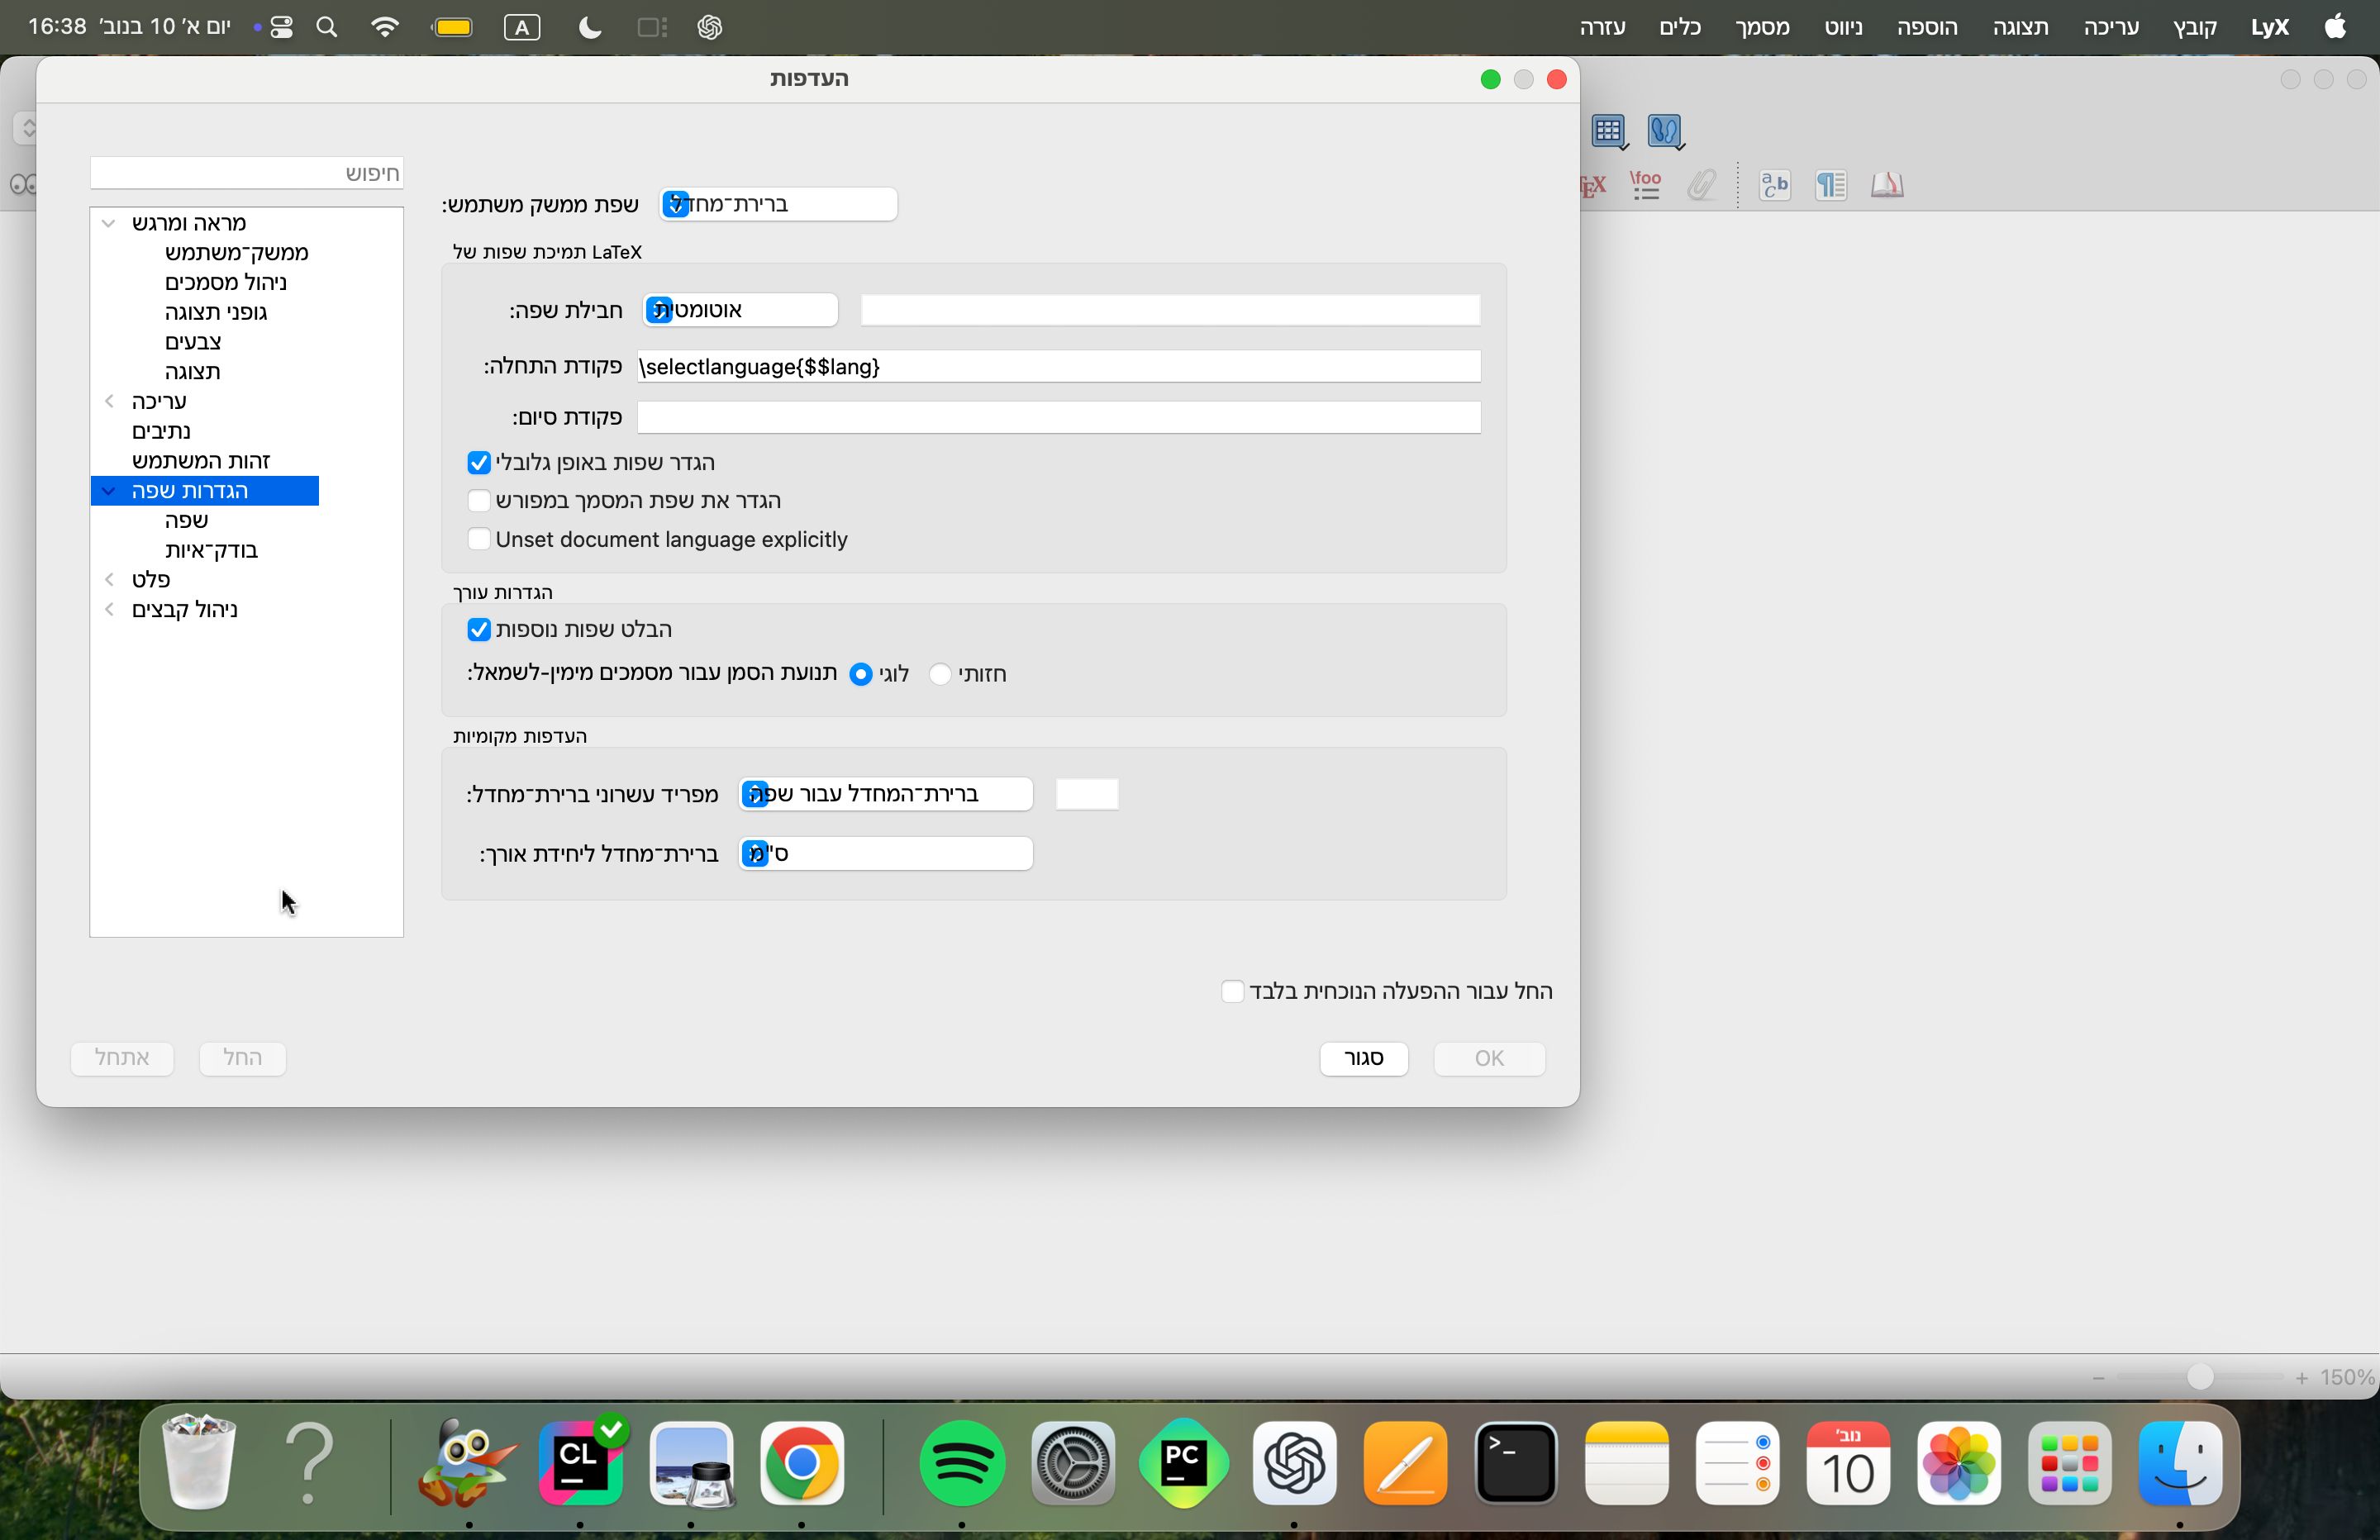 LyX קובץ עריכה תצוגה הוספה ניווט מסמך כלים עזרה
A יום א׳ 10 בנוב׳ 16:38
העדפות
חיפוש
מראה ומרגש
ממשק־משתמש
ניהול מסמכים
גופני תצוגה
צבעים
תצוגה
עריכה
נתיבים
זהות המשתמש
הגדרות שפה
שפה
בודק־איות
פלט
ניהול קבצים
שפת ממשק משתמש: ברירת־מחדל
תמיכת שפות של LaTeX
חבילת שפה: אוטומטית
פקודת התחלה: \selectlanguage{$$lang}
פקודת סיום:
הגדר שפות באופן גלובלי
הגדר את שפת המסמך במפורש
Unset document language explicitly
הגדרות עורך
הבלט שפות נוספות
תנועת הסמן עבור מסמכים מימין-לשמאל: לוגי חזותי
העדפות מקומיות
מפריד עשרוני ברירת־מחדל: ברירת־המחדל עבור שפה
ברירת־מחדל ליחידת אורך: ס"מ
החל עבור ההפעלה הנוכחית בלבד
אתחל החל סגור OK
\foo
a b c
150%
CL
PC
>_
נוב׳
10